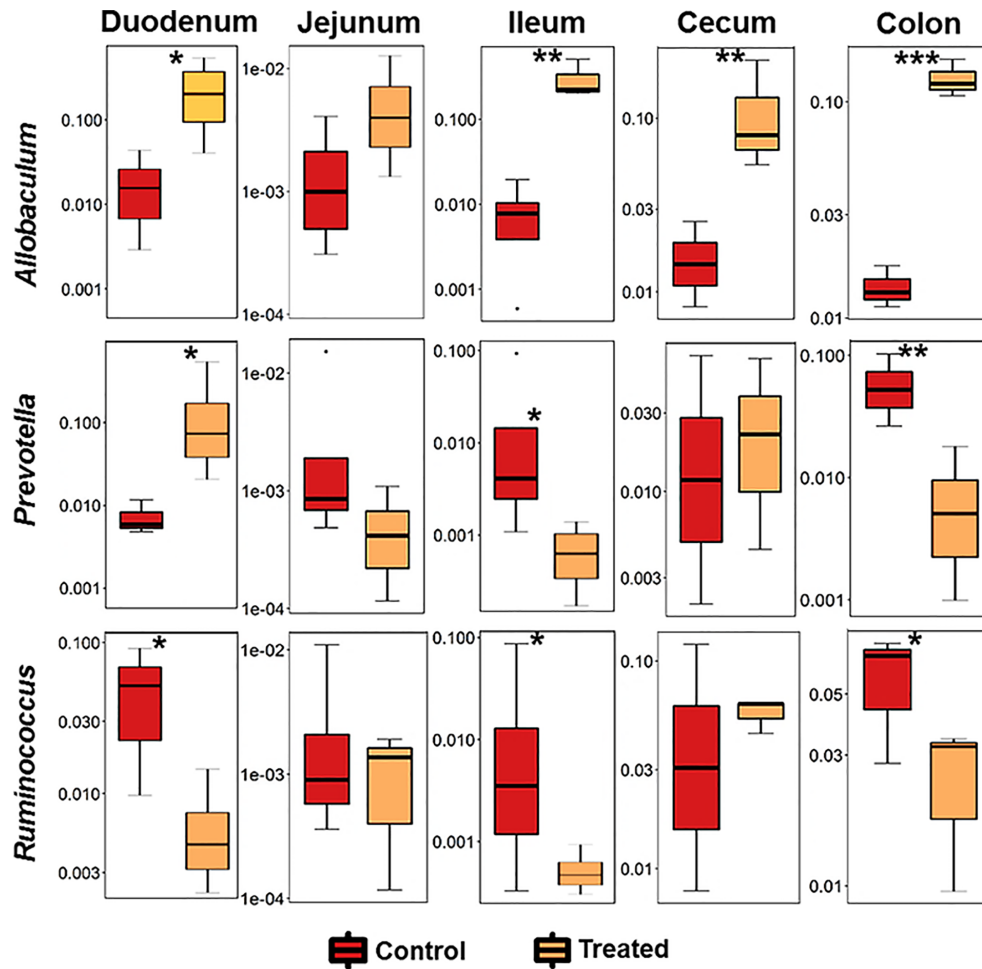 Duodenum Jejunum Ileum Cecum Colon
Allobaculum
* ** ** ***
0.100 0.010 0.001
1e-02 1e-03 1e-04
0.100 0.010 0.001
0.10 0.03 0.01
0.10 0.03 0.01
Prevotella
* * **
0.100 0.010 0.001
1e-02 1e-03 1e-04
0.100 0.010 0.001
0.030 0.010 0.003
0.100 0.010 0.001
Ruminococcus
* * *
0.100 0.030 0.010 0.003
1e-02 1e-03 1e-04
0.100 0.010 0.001
0.10 0.03 0.01
0.05 0.03 0.01
Control Treated